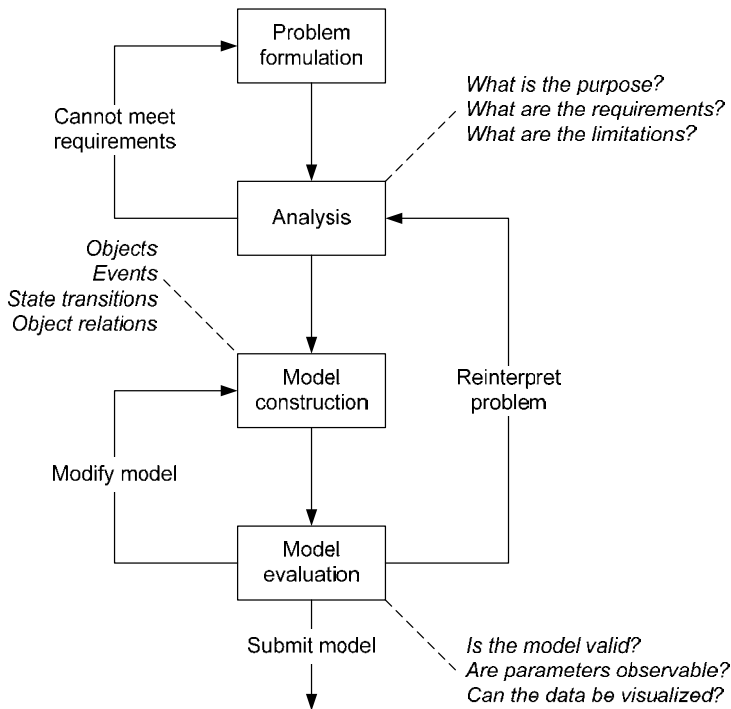 Problem
formulation
What is the purpose?
What are the requirements?
What are the limitations?
Cannot meet
requirements
Analysis
Objects
Events
State transitions
Object relations
Model
construction
Reinterpret
problem
Modify model
Model
evaluation
Submit model
Is the model valid?
Are parameters observable?
Can the data be visualized?